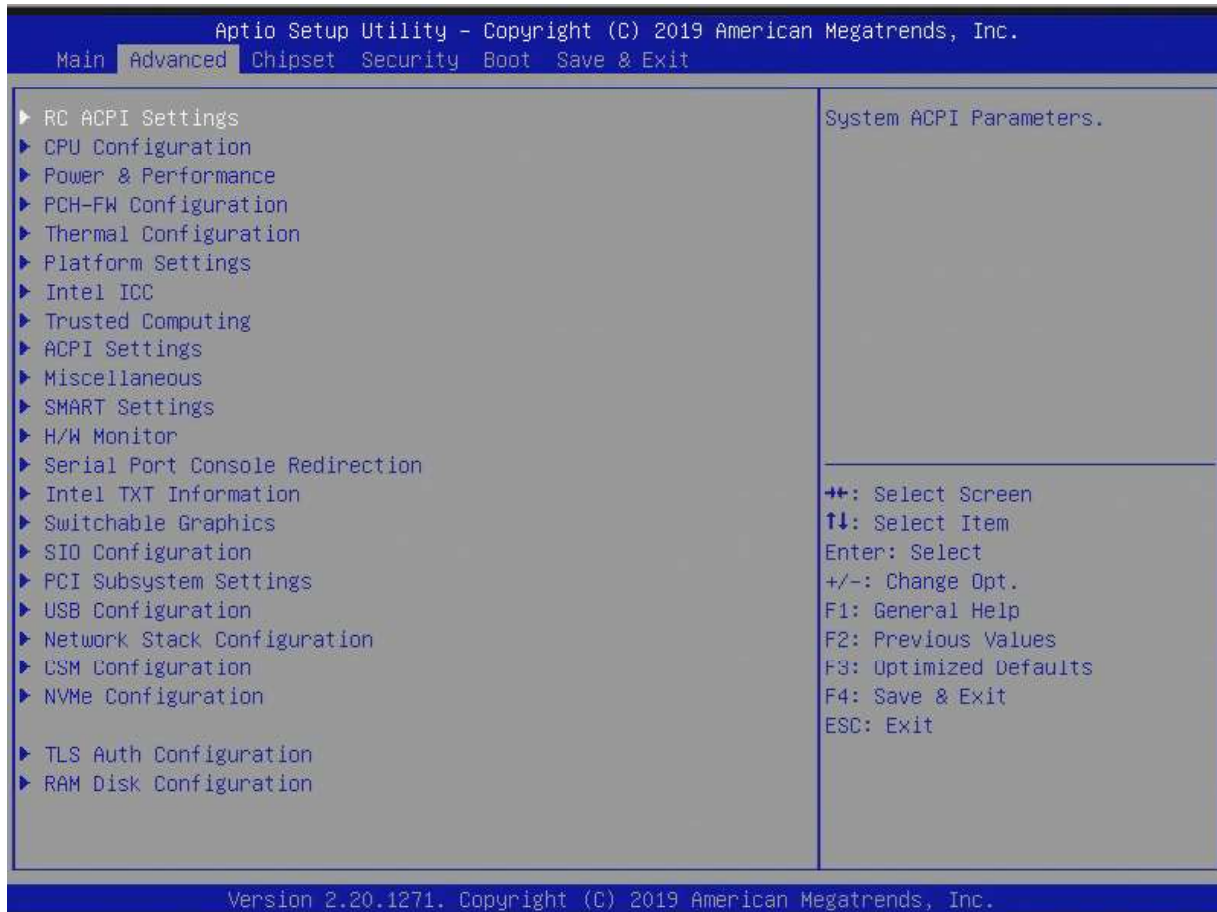 Aptio Setup Utility – Copyright (C) 2019 American Megatrends, Inc.
Main Advanced Chipset Security Boot Save & Exit
RC ACPI Settings
CPU Configuration
Power & Performance
PCH-FW Configuration
Thermal Configuration
Platform Settings
Intel ICC
Trusted Computing
ACPI Settings
Miscellaneous
SMART Settings
H/W Monitor
Serial Port Console Redirection
Intel TXT Information
Switchable Graphics
SIO Configuration
PCI Subsystem Settings
USB Configuration
Network Stack Configuration
CSM Configuration
NVMe Configuration
TLS Auth Configuration
RAM Disk Configuration
System ACPI Parameters.
→←: Select Screen
↑↓: Select Item
Enter: Select
+/-: Change Opt.
F1: General Help
F2: Previous Values
F3: Optimized Defaults
F4: Save & Exit
ESC: Exit
Version 2.20.1271. Copyright (C) 2019 American Megatrends, Inc.